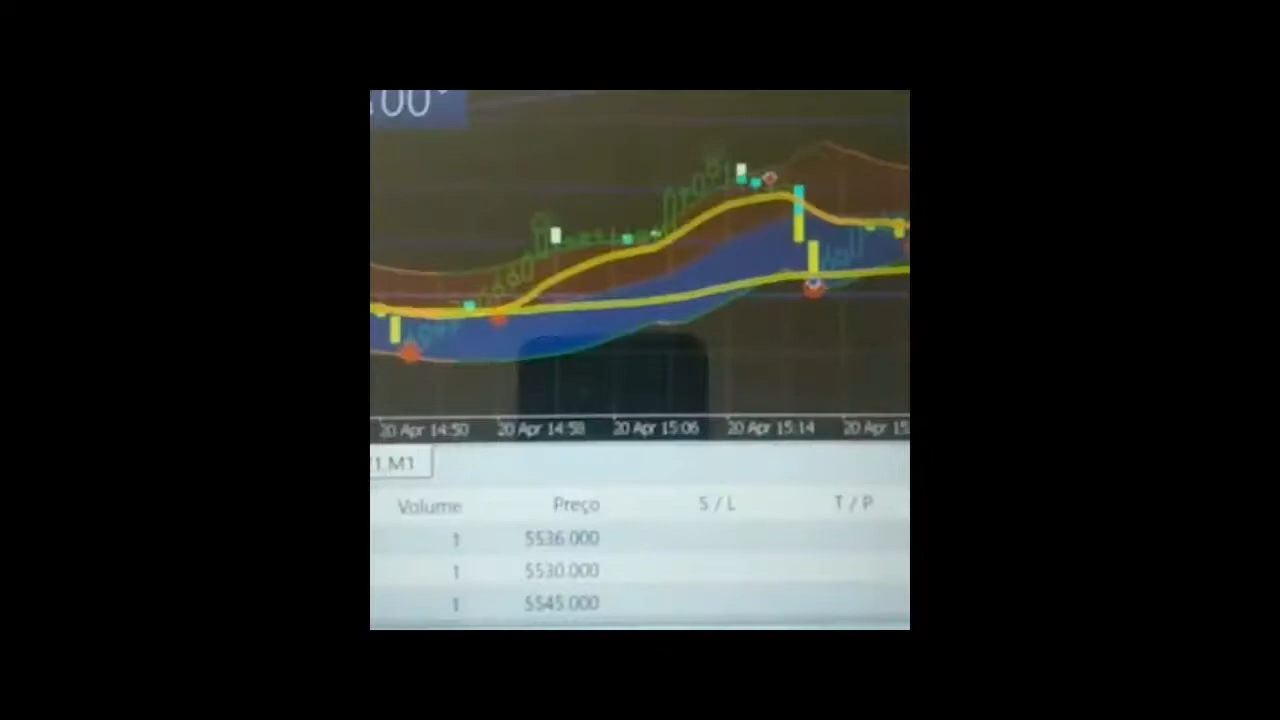 .00
20 Apr 14:50 20 Apr 14:58 20 Apr 15:06 20 Apr 15:14 20 Apr 15
M1
Volume Preço S / L T / P
1 5536.000
1 5530.000
1 5545.000